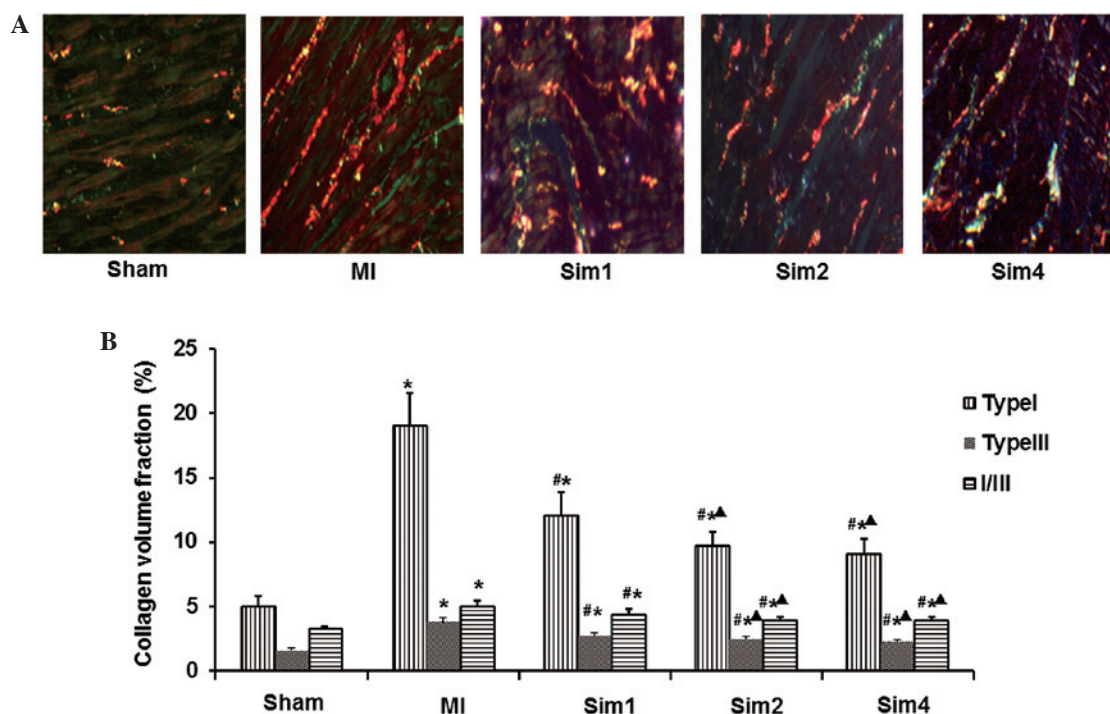 A
Sham MI Sim1 Sim2 Sim4
B
Collagen volume fraction (%)
25
20
15
10
5
0
TypeI
TypeIII
I/III
* * *
#* #* #*
#*▲ #*▲ #*▲
#*▲ #*▲ #*▲
Sham MI Sim1 Sim2 Sim4